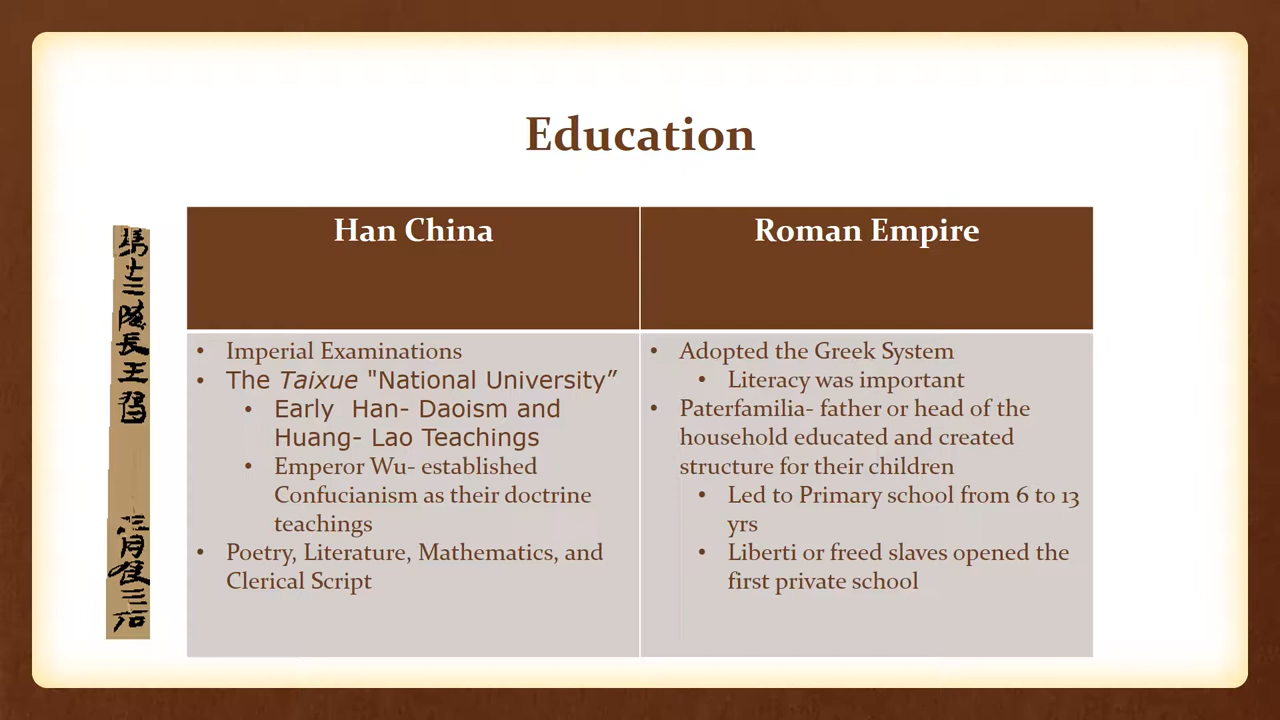 Education
Han China
Roman Empire
• Imperial Examinations
• The Taixue "National University”
• Early Han- Daoism and
Huang- Lao Teachings
• Emperor Wu- established
Confucianism as their doctrine
teachings
• Poetry, Literature, Mathematics, and
Clerical Script
• Adopted the Greek System
• Literacy was important
• Paterfamilia- father or head of the
household educated and created
structure for their children
• Led to Primary school from 6 to 13
yrs
• Liberti or freed slaves opened the
first private school
長王